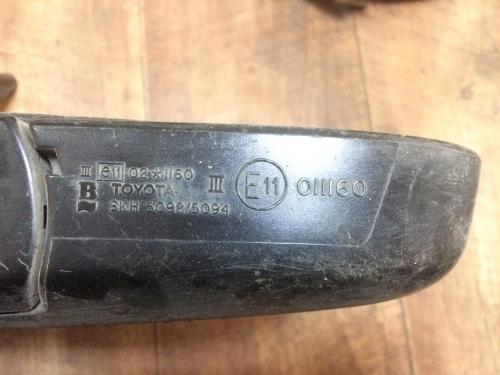 III e11 02*1160
B TOYOTA III E11 011160
SKH 5092/5094